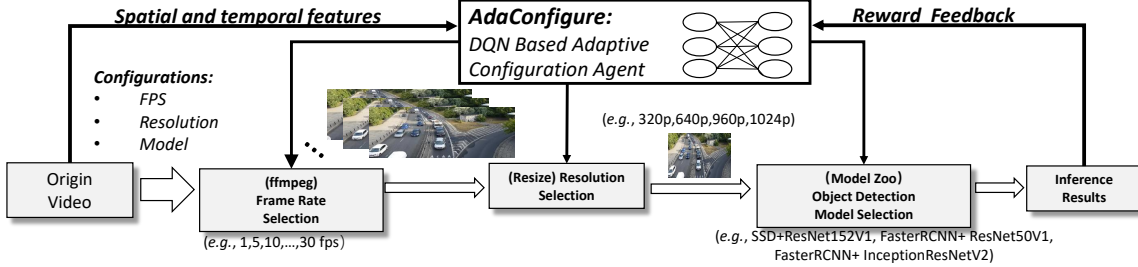 Spatial and temporal features
AdaConfigure:
DQN Based Adaptive
Configuration Agent
Reward Feedback
Configurations:
• FPS
• Resolution
• Model
(e.g., 320p,640p,960p,1024p)
Origin
Video
(ffmpeg)
Frame Rate
Selection
(Resize) Resolution
Selection
(Model Zoo)
Object Detection
Model Selection
Inference
Results
(e.g., 1,5,10,...,30 fps)
(e.g., SSD+ResNet152V1, FasterRCNN+ ResNet50V1,
FasterRCNN+ InceptionResNetV2)